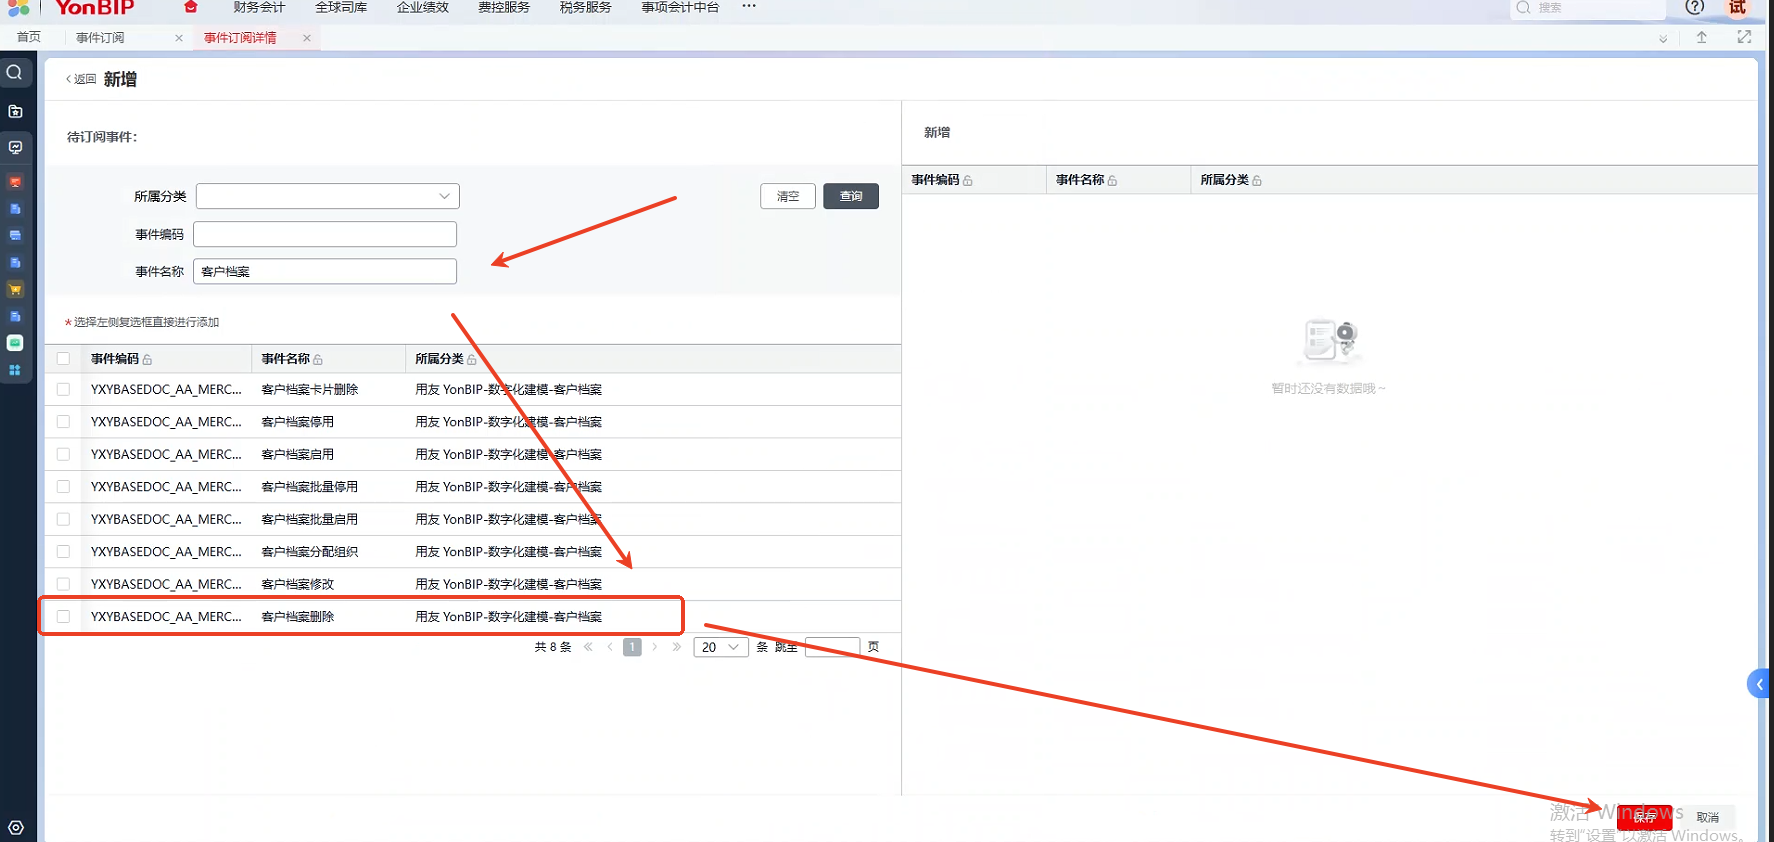 YonBIP 财务会计 全球司库 企业绩效 费控服务 税务服务 事项会计中台 ··· 搜索 试
首页 事件订阅 × 事件订阅详情 ×
返回 新增
待订阅事件:
新增
所属分类 清空 查询
事件编码 事件名称 所属分类
事件编码
事件名称 客户档案
*选择左侧复选框直接进行添加
事件编码 事件名称 所属分类
YXYBASEDOC_AA_MERC... 客户档案卡片删除 用友 YonBIP-数字化建模-客户档案
YXYBASEDOC_AA_MERC... 客户档案停用 用友 YonBIP-数字化建模-客户档案
YXYBASEDOC_AA_MERC... 客户档案启用 用友 YonBIP-数字化建模-客户档案
YXYBASEDOC_AA_MERC... 客户档案批量停用 用友 YonBIP-数字化建模-客户档案
YXYBASEDOC_AA_MERC... 客户档案批量启用 用友 YonBIP-数字化建模-客户档案
YXYBASEDOC_AA_MERC... 客户档案分配组织 用友 YonBIP-数字化建模-客户档案
YXYBASEDOC_AA_MERC... 客户档案修改 用友 YonBIP-数字化建模-客户档案
YXYBASEDOC_AA_MERC... 客户档案删除 用友 YonBIP-数字化建模-客户档案
共 8 条 1 20 条 跳至 页
暂时还没有数据哦~
保存 取消
激活 Windows
转到"设置"以激活 Windows。